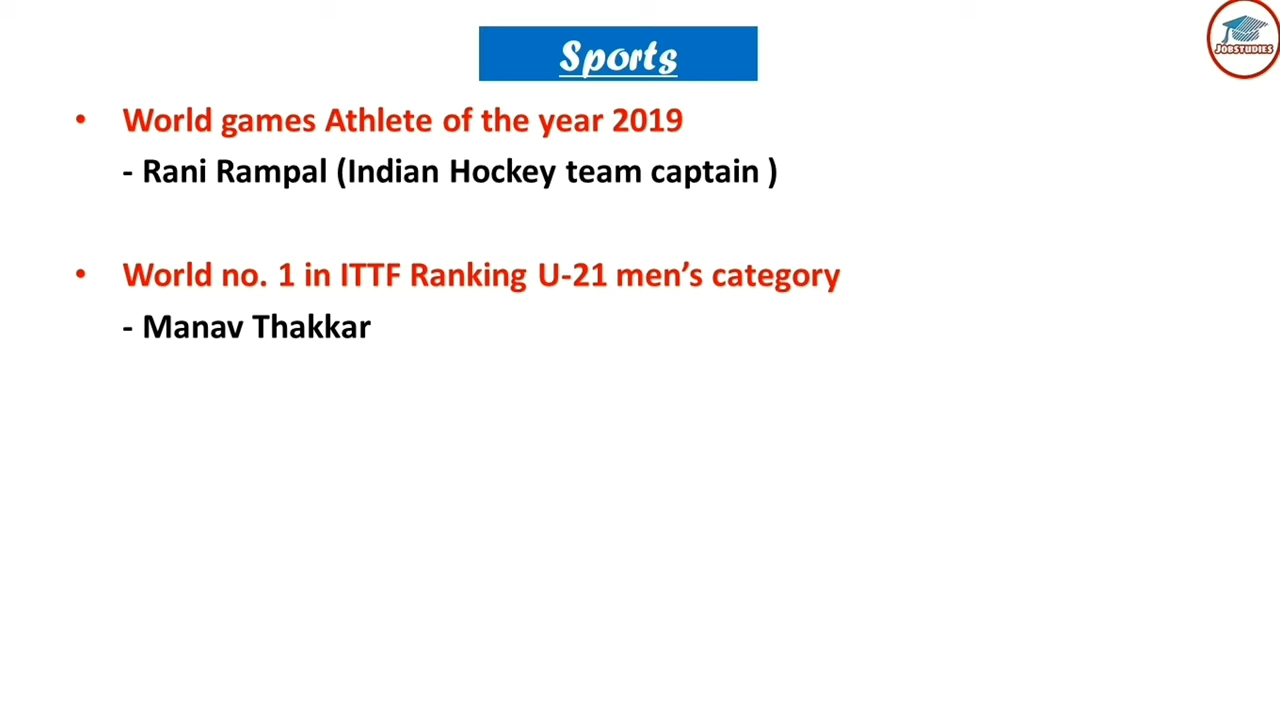 Sports
JOBSTUDIES
• World games Athlete of the year 2019
- Rani Rampal (Indian Hockey team captain )
• World no. 1 in ITTF Ranking U-21 men’s category
- Manav Thakkar